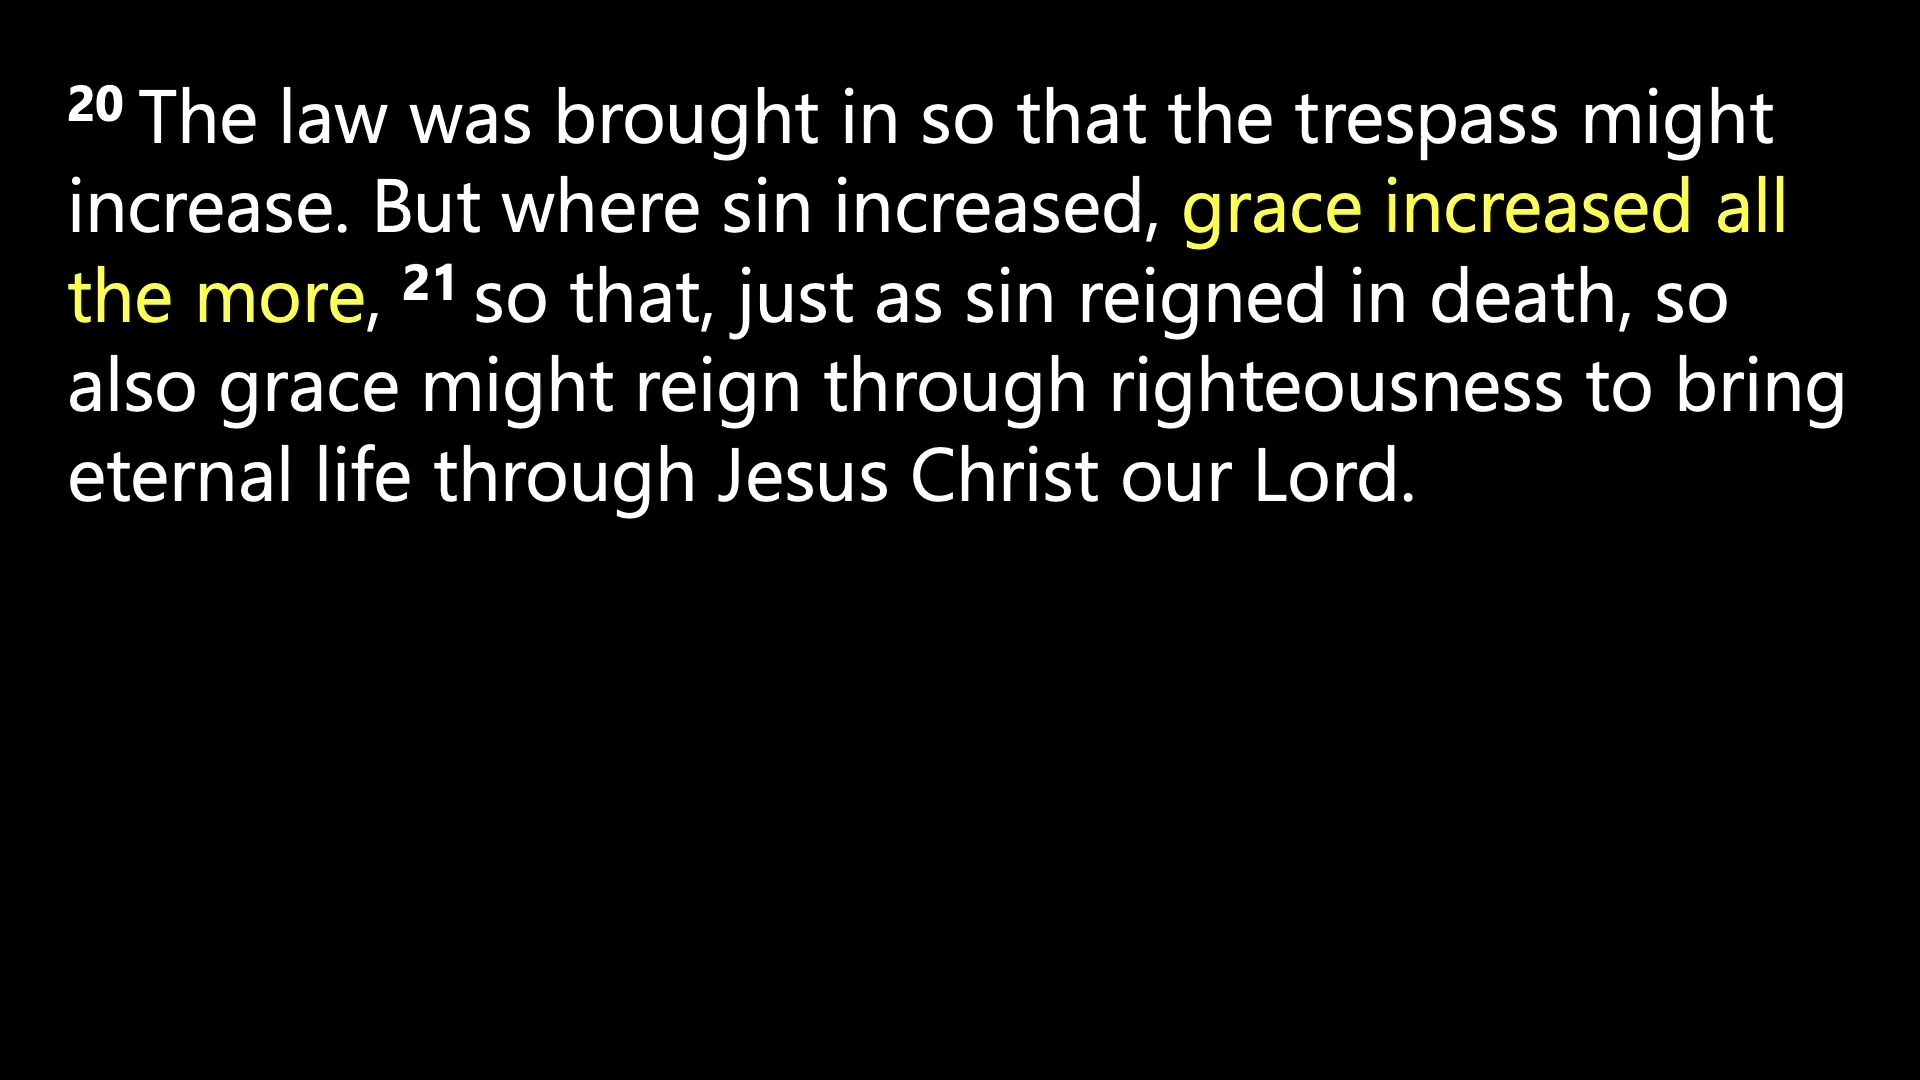 20 The law was brought in so that the trespass might
increase. But where sin increased, grace increased all
the more, 21 so that, just as sin reigned in death, so
also grace might reign through righteousness to bring
eternal life through Jesus Christ our Lord.